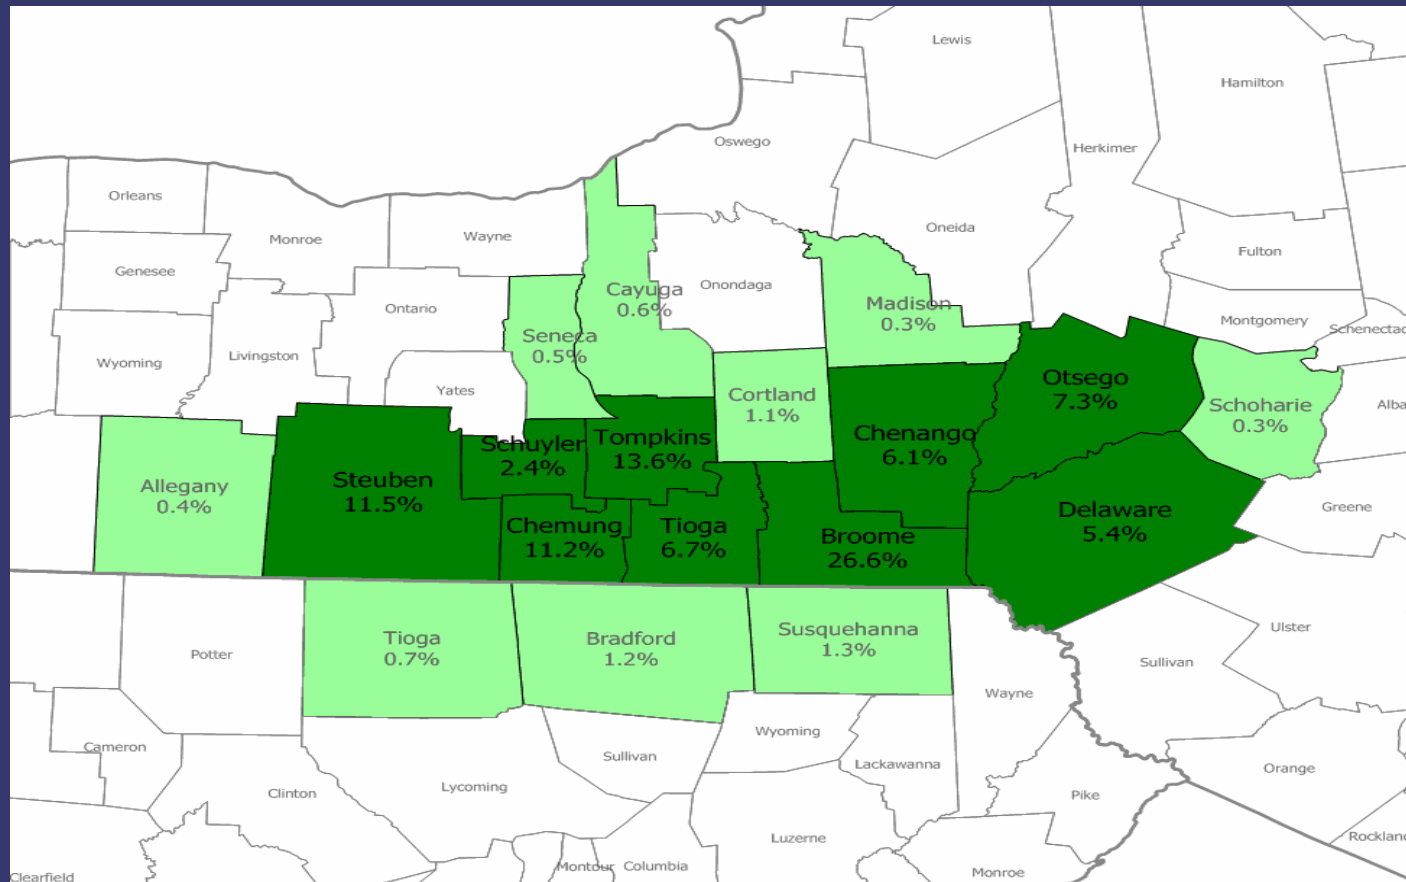 Lewis
Hamilton
Oswego
Herkimer
Orleans
Oneida
Monroe
Wayne
Fulton
Genesee
Onondaga
Cayuga
0.6%
Ontario
Madison
0.3%
Montgomery
Schenectad
Seneca
0.5%
Wyoming
Livingston
Yates
Otsego
7.3%
Cortland
1.1%
Schoharie
0.3%
Alba
Schuyler
2.4%
Tompkins
13.6%
Chenango
6.1%
Allegany
0.4%
Steuben
11.5%
Chemung
11.2%
Tioga
6.7%
Broome
26.6%
Delaware
5.4%
Greene
Tioga
0.7%
Bradford
1.2%
Susquehanna
1.3%
Ulster
Potter
Sullivan
Wayne
Cameron
Sullivan
Wyoming
Lackawanna
Orange
Clinton
Lycoming
Pike
Luzerne
Rocklan
Clearfield
Montour
Columbia
Monroe